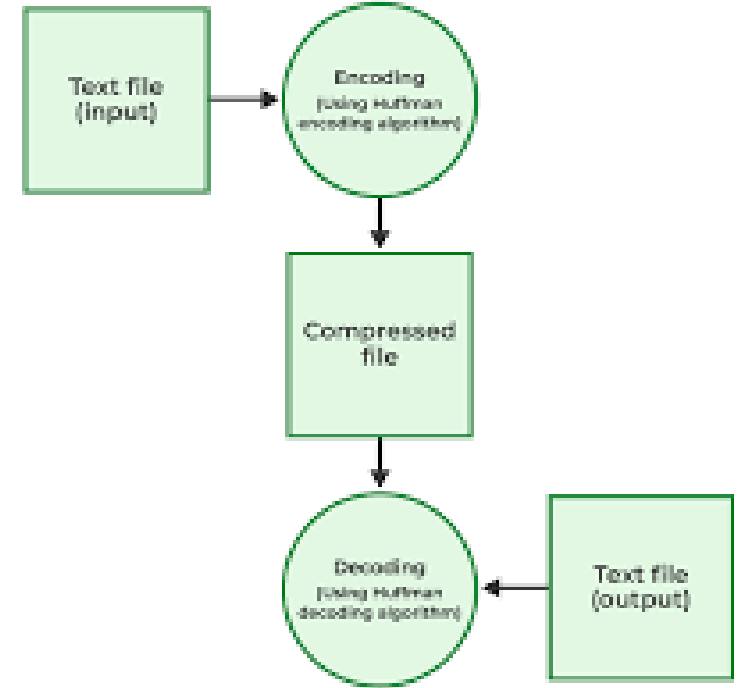 Text file
(input)
Encoding
(Using Huffman
encoding algorithm)
Compressed
file
Decoding
(Using Huffman
decoding algorithm)
Text file
(output)